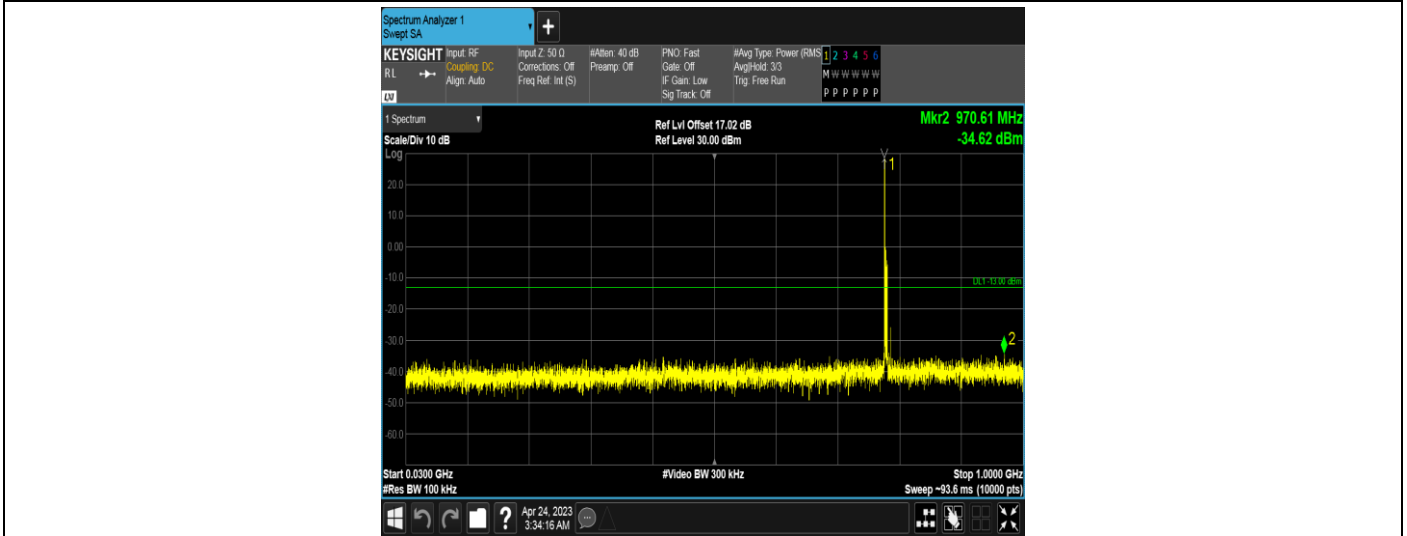 Spectrum Analyzer 1
Swept SA
+
KEYSIGHT Input: RF Input Z: 50 Ω #Atten: 40 dB PNO: Fast #Avg Type: Power (RMS 1 2 3 4 5 6
RL Coupling: DC Corrections: Off Preamp: Off Gate: Off Avg|Hold: 3/3 M W W W W W
Align: Auto Freq Ref: Int (S) IF Gain: Low Trig: Free Run
LXI Sig Track: Off P P P P P P
1 Spectrum
Ref Lvl Offset 17.02 dB Mkr2 970.61 MHz
Scale/Div 10 dB Ref Level 30.00 dBm -34.62 dBm
Log
1
20.0
10.0
0.00
-10.0
DL1 -13.00 dBm
-20.0
-30.0
2
-40.0
-50.0
-60.0
Start 0.0300 GHz #Video BW 300 kHz Stop 1.0000 GHz
#Res BW 100 kHz Sweep ~93.6 ms (10000 pts)
? Apr 24, 2023
3:34:16 AM